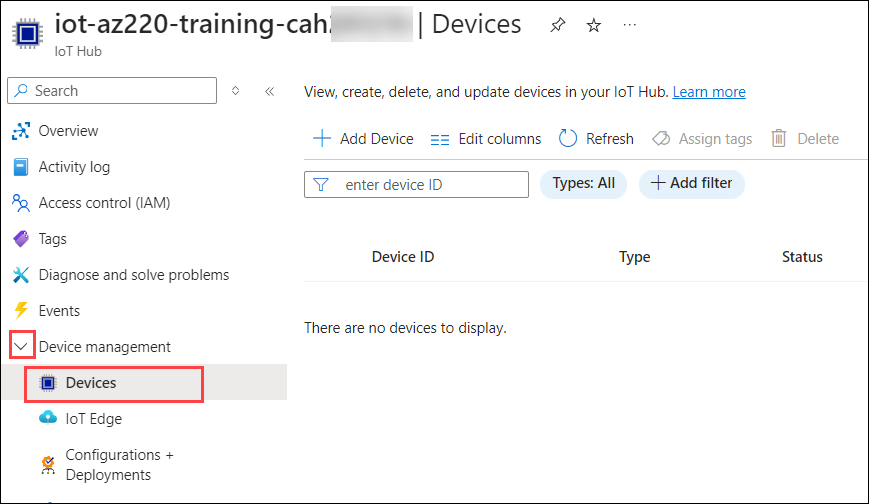 iot-az220-training-cah | Devices
IoT Hub
Search
View, create, delete, and update devices in your IoT Hub. Learn more
Overview
Add Device Edit columns Refresh Assign tags Delete
Activity log
enter device ID Types: All Add filter
Access control (IAM)
Tags
Device ID Type Status
Diagnose and solve problems
Events
There are no devices to display.
Device management
Devices
IoT Edge
Configurations +
Deployments